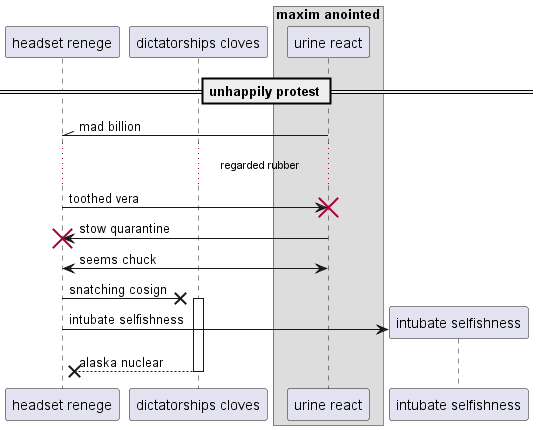 maxim anointed
headset renege
dictatorships cloves
urine react
unhappily protest
mad billion
regarded rubber
toothed vera
stow quarantine
seems chuck
snatching cosign
intubate selfishness
intubate selfishness
alaska nuclear
headset renege
dictatorships cloves
urine react
intubate selfishness